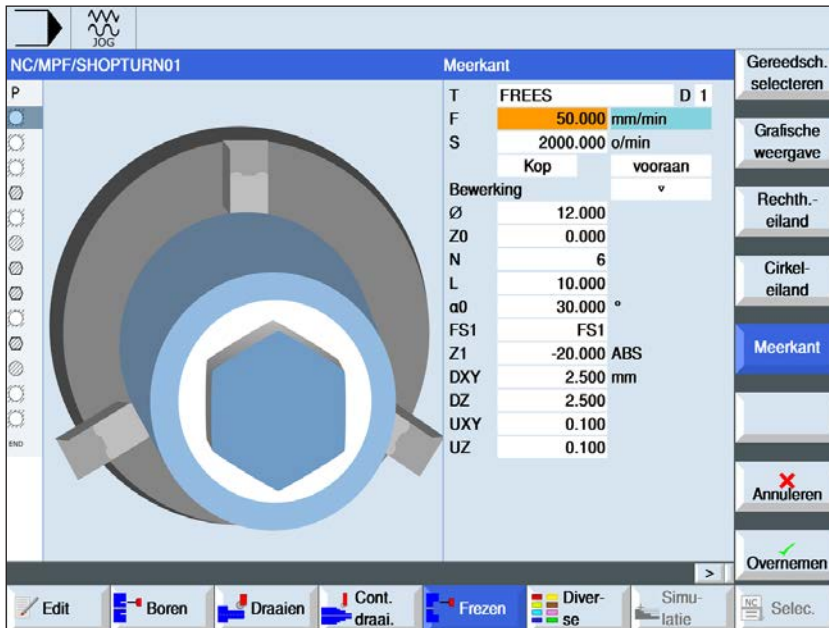 JOG
NC/MPF/SHOPTURN01
Meerkant
P
END
T FREES D 1
F 50.000 mm/min
S 2000.000 o/min
Kop vooraan
Bewerking ▿
Ø 12.000
Z0 0.000
N 6
L 10.000
α0 30.000 °
FS1 FS1
Z1 -20.000 ABS
DXY 2.500 mm
DZ 2.500
UXY 0.100
UZ 0.100
Gereedsch.
selecteren
Grafische
weergave
Rechth.-
eiland
Cirkel-
eiland
Meerkant
Annuleren
Overnemen
>
Edit
Boren
Draaien
Cont.
draai.
Frezen
Diver-
se
Simu-
latie
NC
Selec.